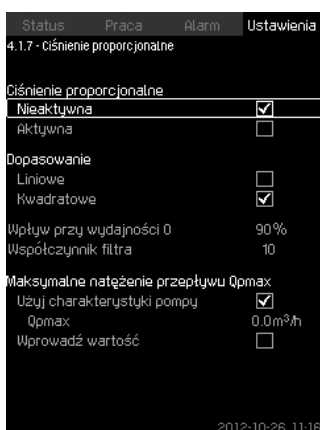 Status Praca Alarm Ustawienia
4.1.7 - Ciśnienie proporcjonalne
Ciśnienie proporcjonalne
Nieaktywna
Aktywna
Dopasowanie
Liniowe
Kwadratowe
Wpływ przy wydajności 0 90%
Współczynnik filtra 10
Maksymalne natężenie przepływu Qpmax
Użyj charakterystyki pompy
Qpmax 0.0m³/h
Wprowadź wartość
2012-10-26 11:16